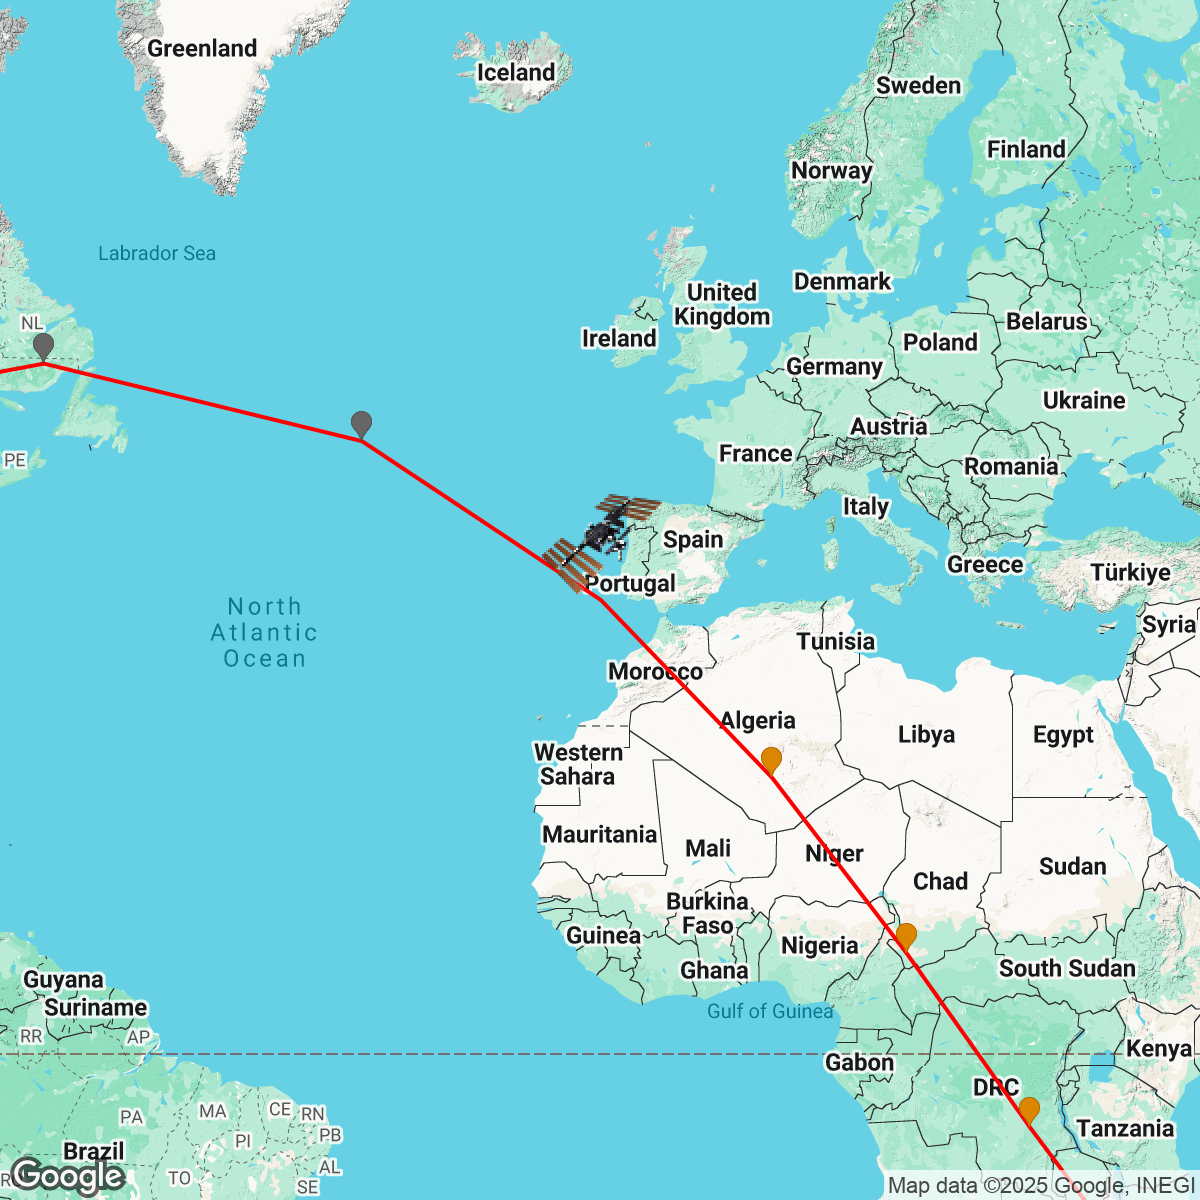 Greenland
Iceland
Sweden
Finland
Norway
Labrador Sea
Denmark
United
Kingdom
NL
Belarus
Ireland
Poland
Germany
Ukraine
Austria
France
PE
Romania
Italy
Spain
Greece
Türkiye
Portugal
North
Atlantic
Ocean
Syria
Tunisia
Morocco
Algeria
Libya
Egypt
Western
Sahara
Mauritania
Mali
Niger
Sudan
Chad
Burkina
Faso
Guinea
Nigeria
Ghana
South Sudan
Guyana
Suriname
Gulf of Guinea
RR
AP
Kenya
Gabon
DRC
PA
MA
CE
RN
Tanzania
PB
PI
Brazil
AL
TO
SE
Google
Map data ©2025 Google, INEGI